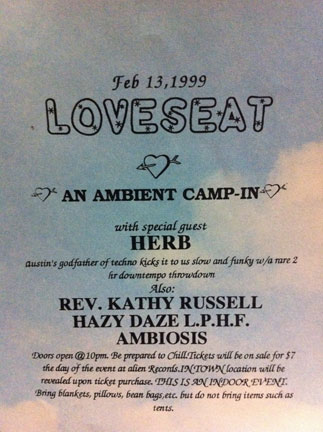 Feb 13,1999
LOVESEAT
AN AMBIENT CAMP-IN
with special guest
HERB
Austin's godfather of techno kicks it to us slow and funky w/a rare 2
hr downtempo throwdown
Also:
REV. KATHY RUSSELL
HAZY DAZE L.P.H.F.
AMBIOSIS
Doors open @10pm. Be prepared to Chill.Tickets will be on sale for $7
the day of the event at alien Records.IN TOWN location will be
revealed upon ticket purchase. THIS IS AN INDOOR EVENT.
Bring blankets, pillows, bean bags,etc. but do not bring items such as
tents.